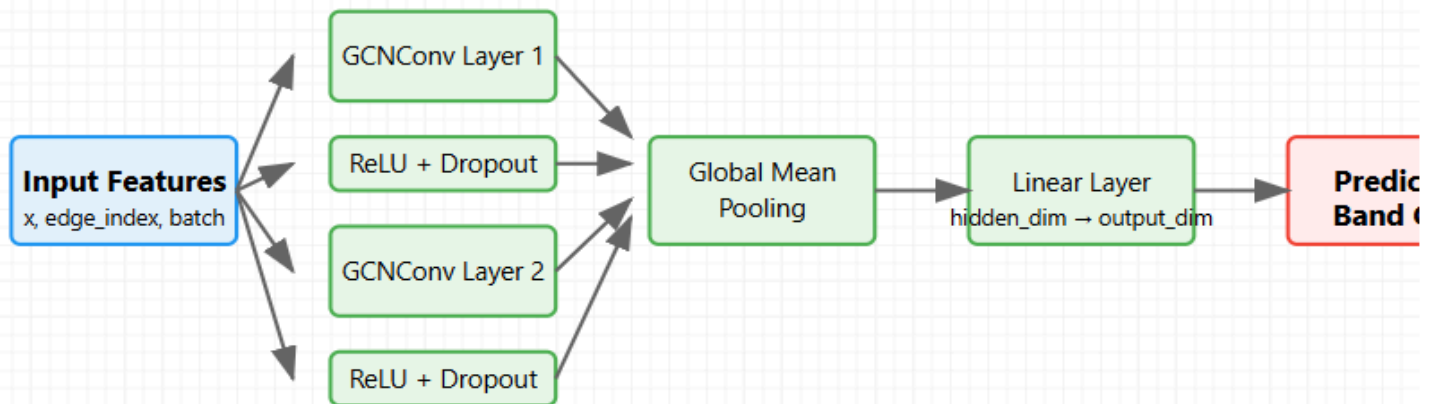 GCNConv Layer 1
Input Features
x, edge_index, batch
ReLU + Dropout
GCNConv Layer 2
ReLU + Dropout
Global Mean
Pooling
Linear Layer
hidden_dim → output_dim
Band